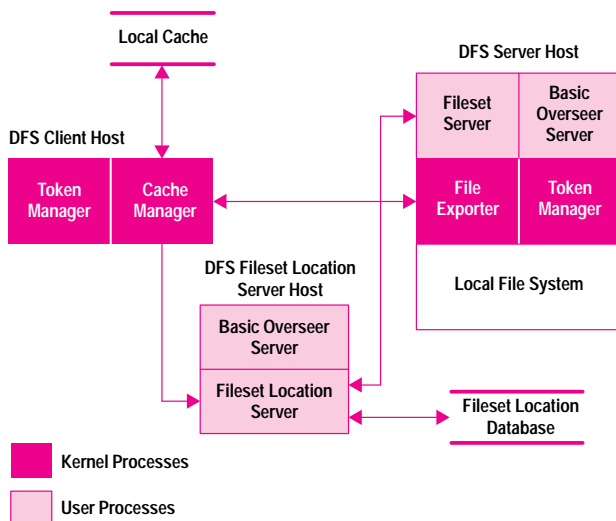 Local Cache
DFS Server Host
Fileset
Server
Basic
Overseer
Server
DFS Client Host
Token
Manager
Cache
Manager
File
Exporter
Token
Manager
DFS Fileset Location
Server Host
Local File System
Basic Overseer
Server
Fileset Location
Server
Fileset Location
Database
Kernel Processes
User Processes